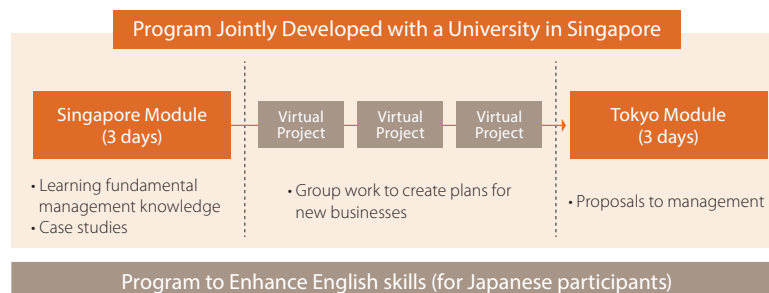 Program Jointly Developed with a University in Singapore
Singapore Module
(3 days)
Virtual
Project
Virtual
Project
Virtual
Project
Tokyo Module
(3 days)
• Learning fundamental
management knowledge
• Case studies
• Group work to create plans for
new businesses
• Proposals to management
Program to Enhance English skills (for Japanese participants)